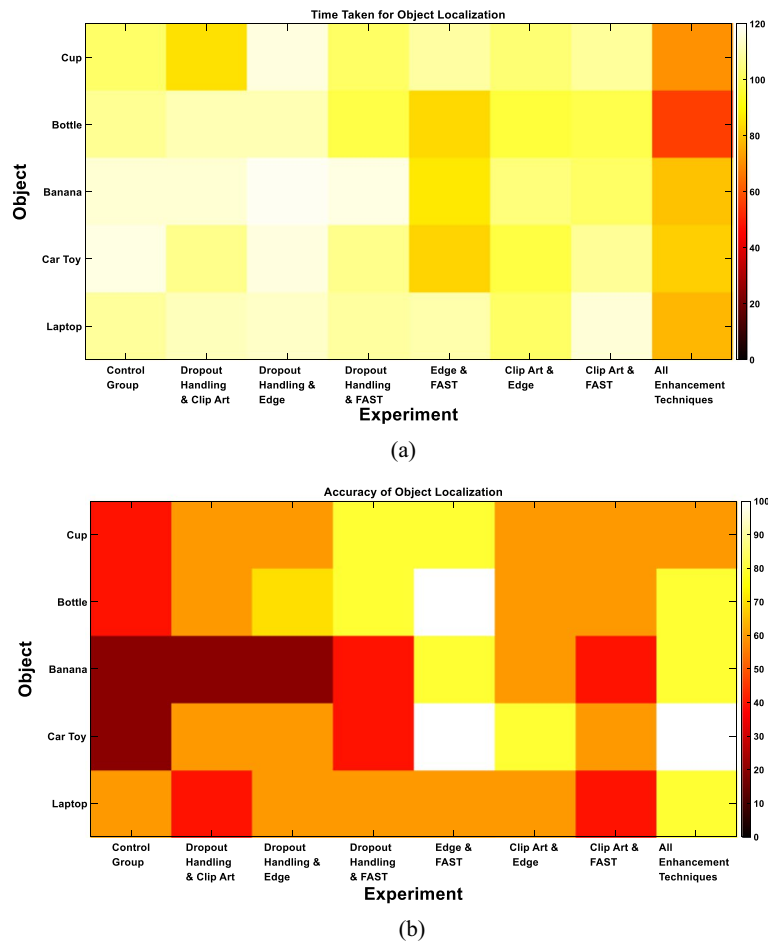 Time Taken for Object Localization
Object
Cup
Bottle
Banana
Car Toy
Laptop
120
100
80
60
40
20
0
Control
Group
Dropout
Handling
& Clip Art
Dropout
Handling &
Edge
Dropout
Handling
& FAST
Edge &
FAST
Clip Art &
Edge
Clip Art &
FAST
All
Enhancement
Techniques
Experiment
(a)
Accuracy of Object Localization
Object
Cup
Bottle
Banana
Car Toy
Laptop
100
90
80
70
60
50
40
30
20
10
0
Control
Group
Dropout
Handling
& Clip Art
Dropout
Handling &
Edge
Dropout
Handling
& FAST
Edge &
FAST
Clip Art &
Edge
Clip Art &
FAST
All
Enhancement
Techniques
Experiment
(b)